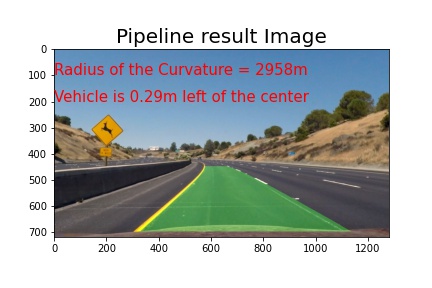 Pipeline result Image
Radius of the Curvature = 2958m
Vehicle is 0.29m left of the center
0
100
200
300
400
500
600
700
0 200 400 600 800 1000 1200